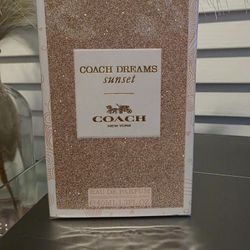 COACH DREAMS
sunset
COACH
NEW YORK
EAU DE PARFUM